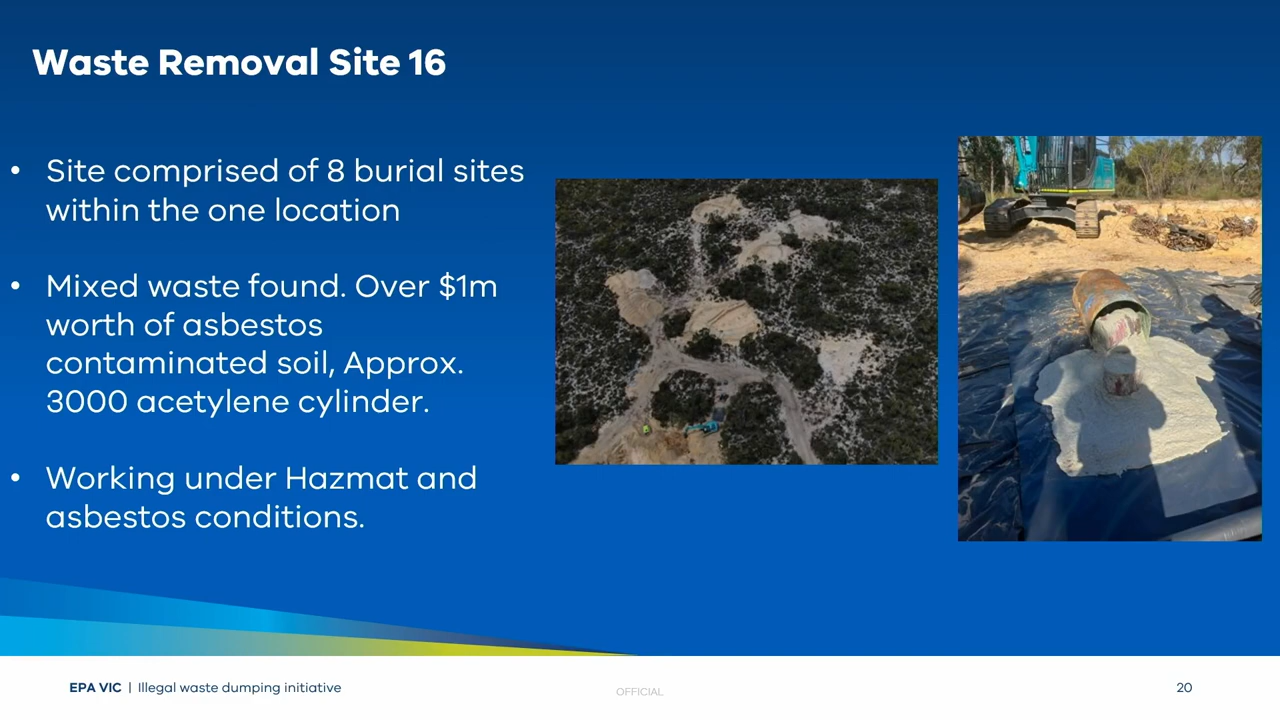 Waste Removal Site 16
• Site comprised of 8 burial sites
within the one location
• Mixed waste found. Over $1m
worth of asbestos
contaminated soil, Approx.
3000 acetylene cylinder.
• Working under Hazmat and
asbestos conditions.
EPA VIC | Illegal waste dumping initiative
OFFICIAL
20